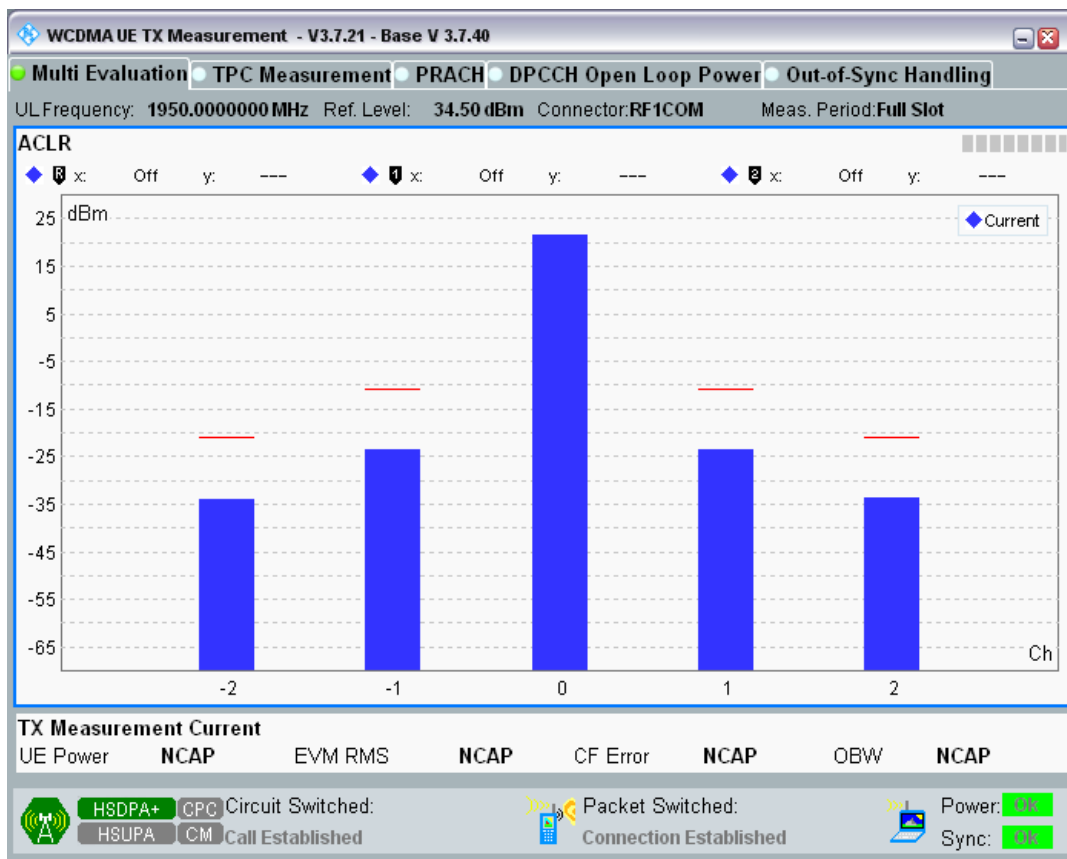 WCDMA UE TX Measurement - V3.7.21 - Base V 3.7.40
Multi Evaluation TPC Measurement PRACH DPCCH Open Loop Power Out-of-Sync Handling
UL Frequency: 1950.0000000 MHz Ref. Level: 34.50 dBm Connector:RF1COM Meas. Period:Full Slot
ACLR
R x: Off y: --- 1 x: Off y: --- 2 x: Off y: ---
25 dBm
Current
15
5
-5
-15
-25
-35
-45
-55
-65
Ch
-2 -1 0 1 2
TX Measurement Current
UE Power NCAP EVM RMS NCAP CF Error NCAP OBW NCAP
HSDPA+ CPC Circuit Switched: Packet Switched: Power: Ok
HSUPA CM Call Established Connection Established Sync: Ok